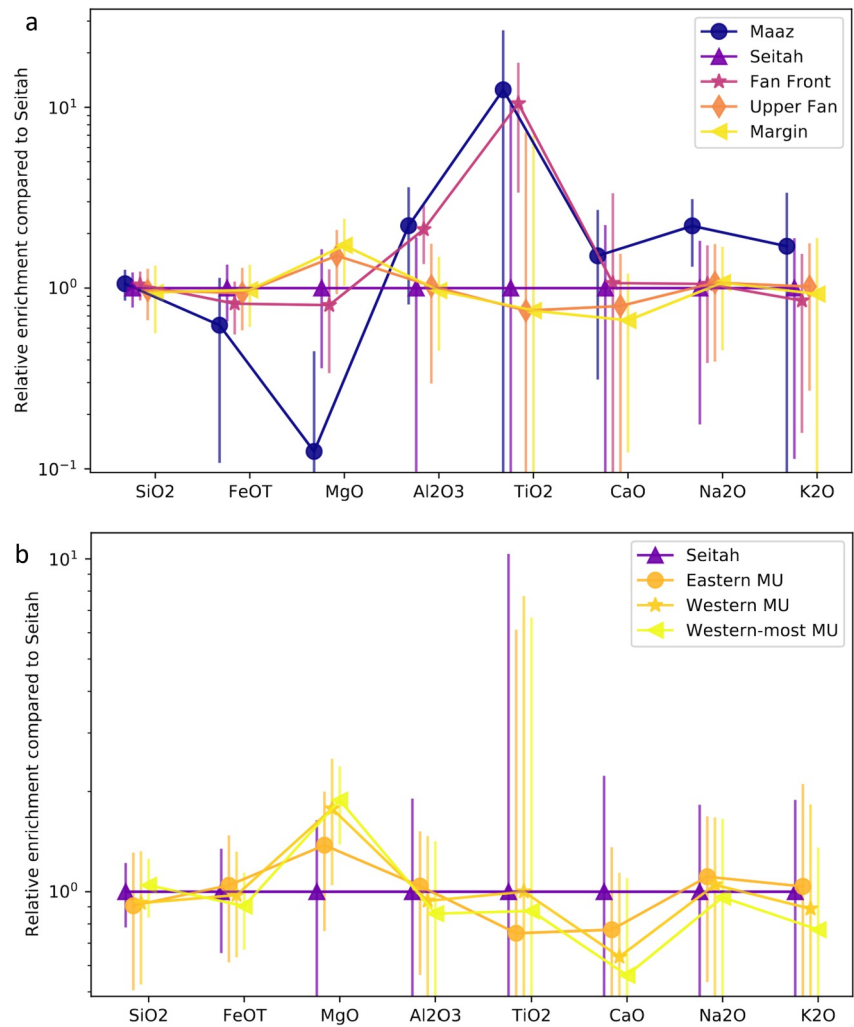 a
Relative enrichment compared to Seitah
10¹
10⁰
10⁻¹
Maaz
Seitah
Fan Front
Upper Fan
Margin
SiO2 FeOT MgO Al2O3 TiO2 CaO Na2O K2O
b
Relative enrichment compared to Seitah
10¹
10⁰
Seitah
Eastern MU
Western MU
Western-most MU
SiO2 FeOT MgO Al2O3 TiO2 CaO Na2O K2O